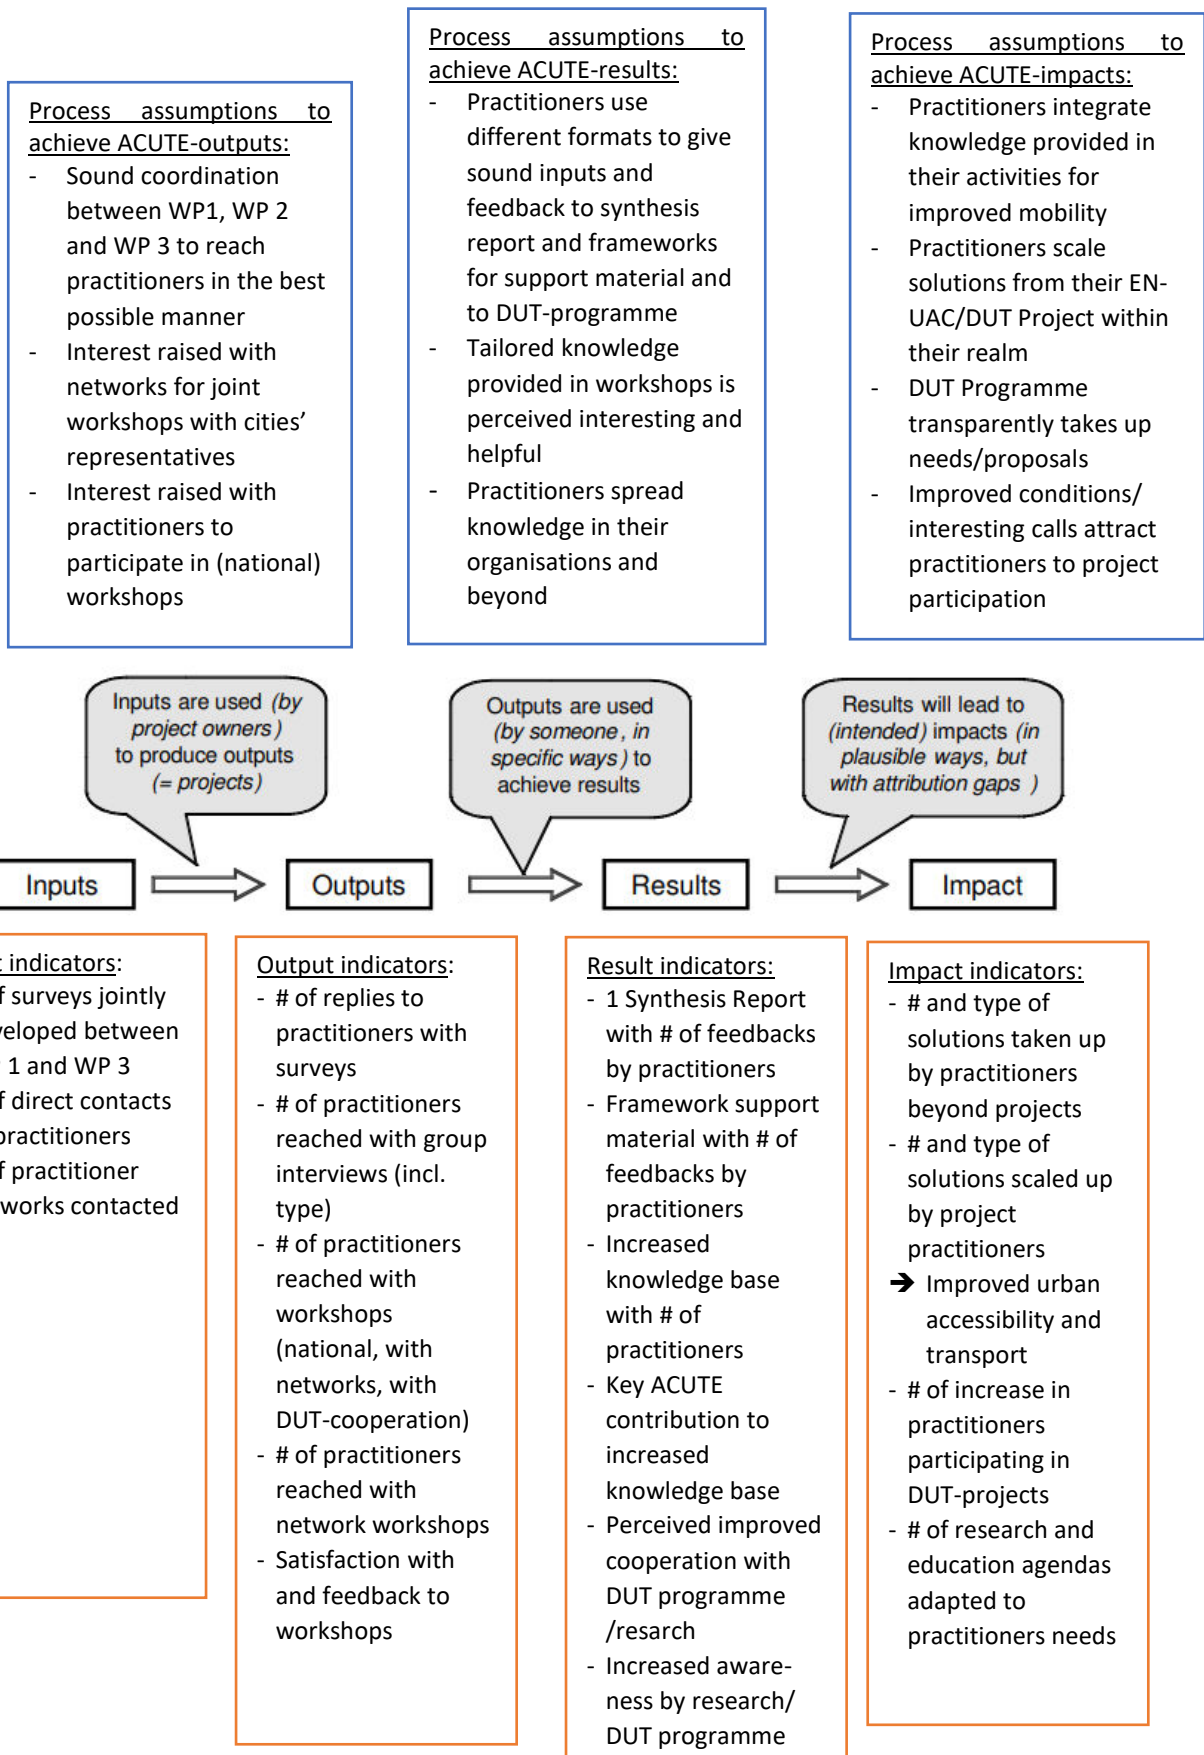 Process assumptions to
achieve ACUTE-outputs:
- Sound coordination
between WP1, WP 2
and WP 3 to reach
practitioners in the best
possible manner
- Interest raised with
networks for joint
workshops with cities’
representatives
- Interest raised with
practitioners to
participate in (national)
workshops
Process assumptions to
achieve ACUTE-results:
- Practitioners use
different formats to give
sound inputs and
feedback to synthesis
report and frameworks
for support material and
to DUT-programme
- Tailored knowledge
provided in workshops is
perceived interesting and
helpful
- Practitioners spread
knowledge in their
organisations and
beyond
Process assumptions to
achieve ACUTE-impacts:
- Practitioners integrate
knowledge provided in
their activities for
improved mobility
- Practitioners scale
solutions from their EN-
UAC/DUT Project within
their realm
- DUT Programme
transparently takes up
needs/proposals
- Improved conditions/
interesting calls attract
practitioners to project
participation
Inputs are used (by
project owners)
to produce outputs
(= projects)
Outputs are used
(by someone, in
specific ways) to
achieve results
Results will lead to
(intended) impacts (in
plausible ways, but
with attribution gaps )
Inputs
Outputs
Results
Impact
indicators:
surveys jointly
between
1 and WP 3
direct contacts
practitioners
practitioner
contacted
Output indicators:
- # of replies to
practitioners with
surveys
- # of practitioners
reached with group
interviews (incl.
type)
- # of practitioners
reached with
workshops
(national, with
networks, with
DUT-cooperation)
- # of practitioners
reached with
network workshops
- Satisfaction with
and feedback to
workshops
Result indicators:
- 1 Synthesis Report
with # of feedbacks
by practitioners
- Framework support
material with # of
feedbacks by
practitioners
- Increased
knowledge base
with # of
practitioners
- Key ACUTE
contribution to
increased
knowledge base
- Perceived improved
cooperation with
DUT programme
/resarch
- Increased aware-
ness by research/
DUT programme
Impact indicators:
- # and type of
solutions taken up
by practitioners
beyond projects
- # and type of
solutions scaled up
by project
practitioners
➔ Improved urban
accessibility and
transport
- # of increase in
practitioners
participating in
DUT-projects
- # of research and
education agendas
adapted to
practitioners needs